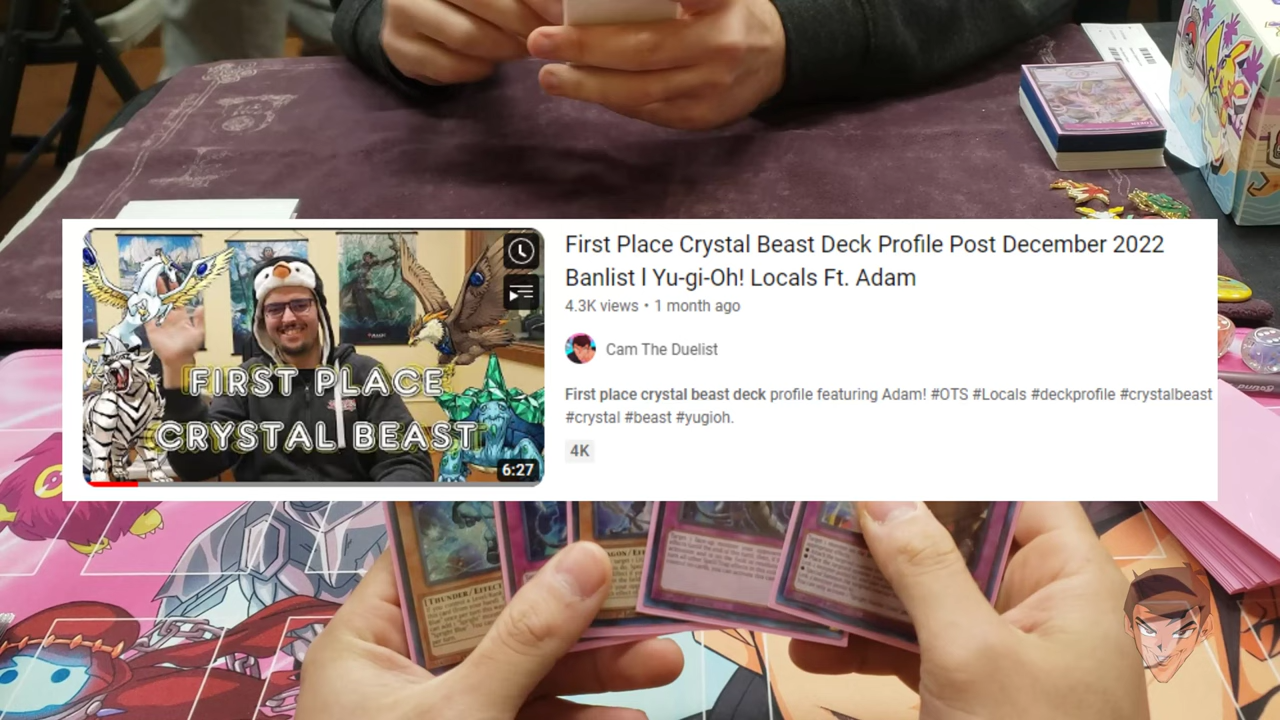 First Place Crystal Beast Deck Profile Post December 2022
Banlist l Yu-gi-Oh! Locals Ft. Adam
4.3K views • 1 month ago
Cam The Duelist
First place crystal beast deck profile featuring Adam! #OTS #Locals #deckprofile #crystalbeast
#crystal #beast #yugioh.
4K
FIRST PLACE
CRYSTAL BEAST
6:27
[THUNDER/EFFECT